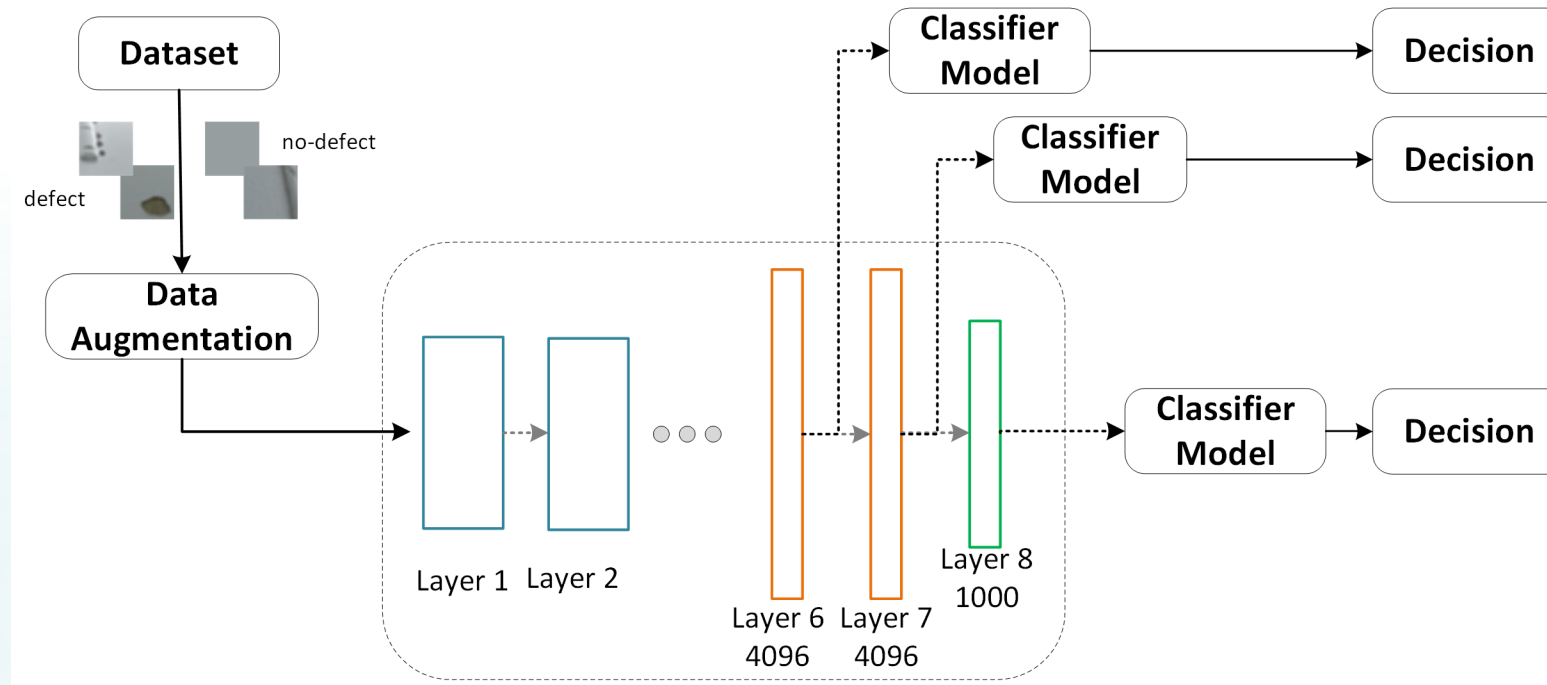 Dataset
defect
no-defect
Data
Augmentation
Layer 1
Layer 2
Layer 6
4096
Layer 7
4096
Layer 8
1000
Classifier
Model
Decision
Classifier
Model
Decision
Classifier
Model
Decision